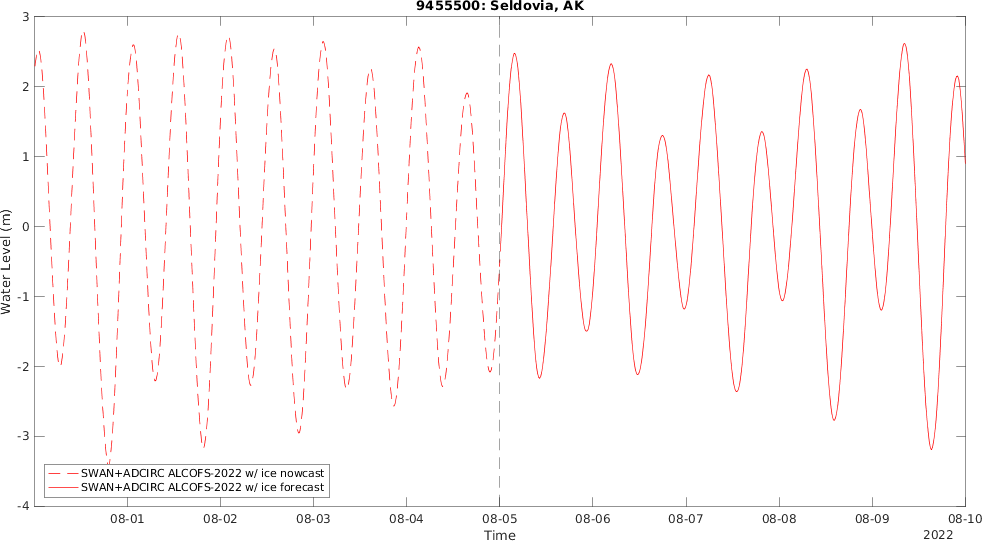 9455500: Seldovia, AK
3
2
1
0
-1
-2
-3
-4
Water Level (m)
SWAN+ADCIRC ALCOFS-2022 w/ ice nowcast
SWAN+ADCIRC ALCOFS-2022 w/ ice forecast
08-01 08-02 08-03 08-04 08-05 08-06 08-07 08-08 08-09 08-10
Time
2022